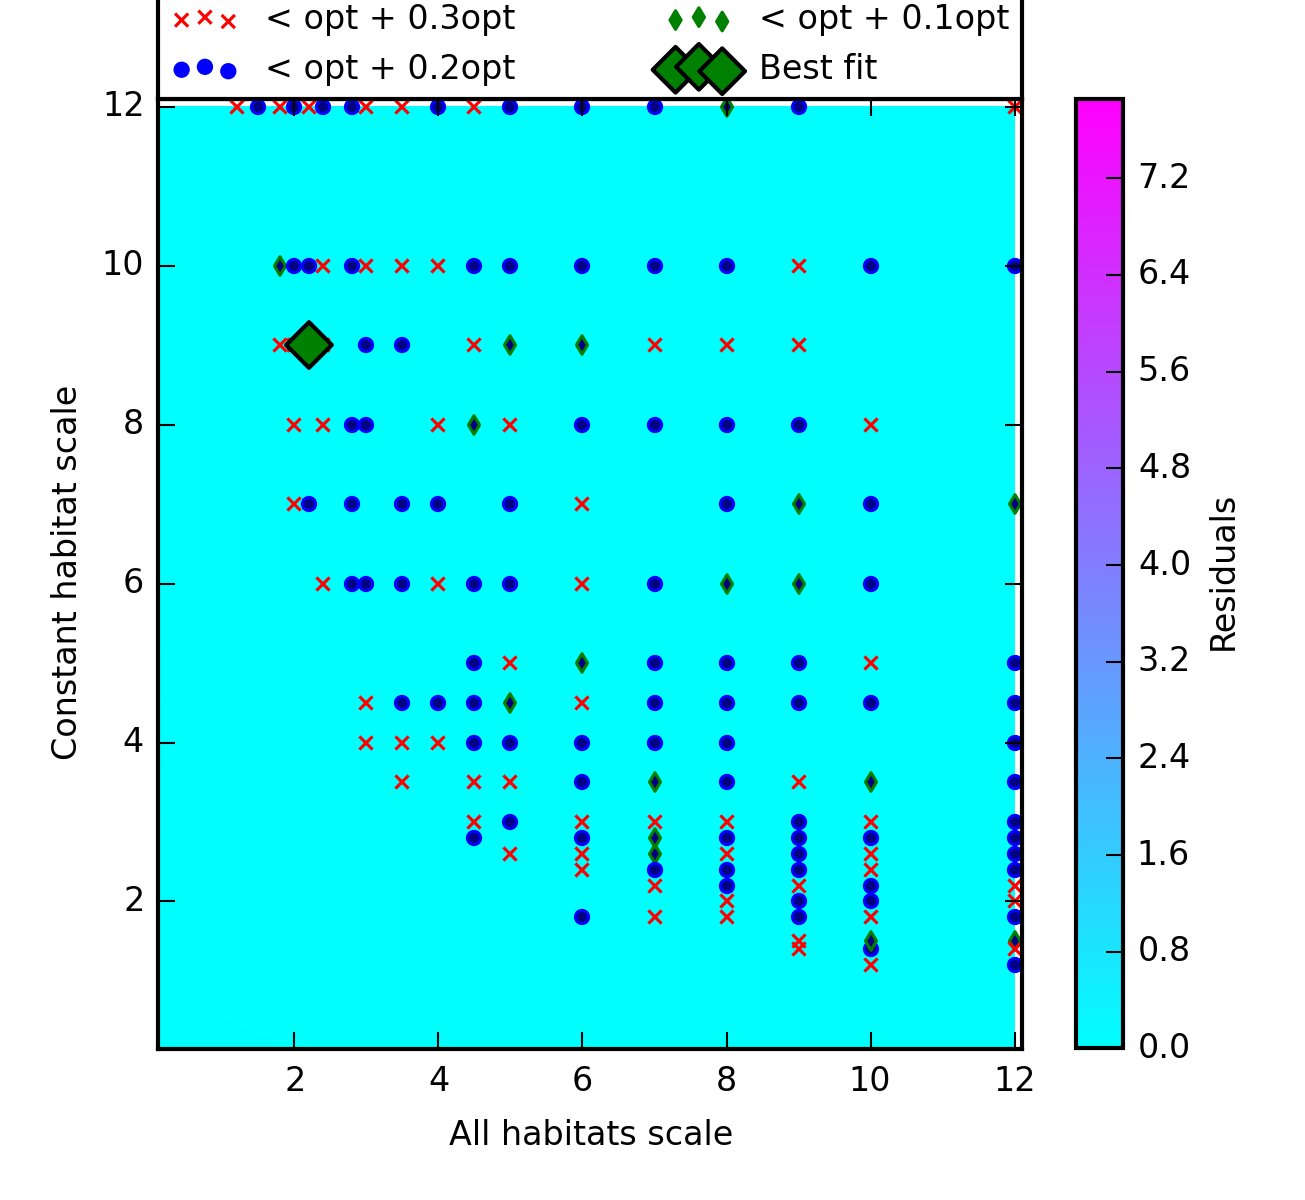 < opt + 0.3opt
< opt + 0.1opt
< opt + 0.2opt
Best fit
12
10
8
6
4
2
Constant habitat scale
2 4 6 8 10 12
All habitats scale
7.2
6.4
5.6
4.8
4.0
3.2
2.4
1.6
0.8
0.0
Residuals